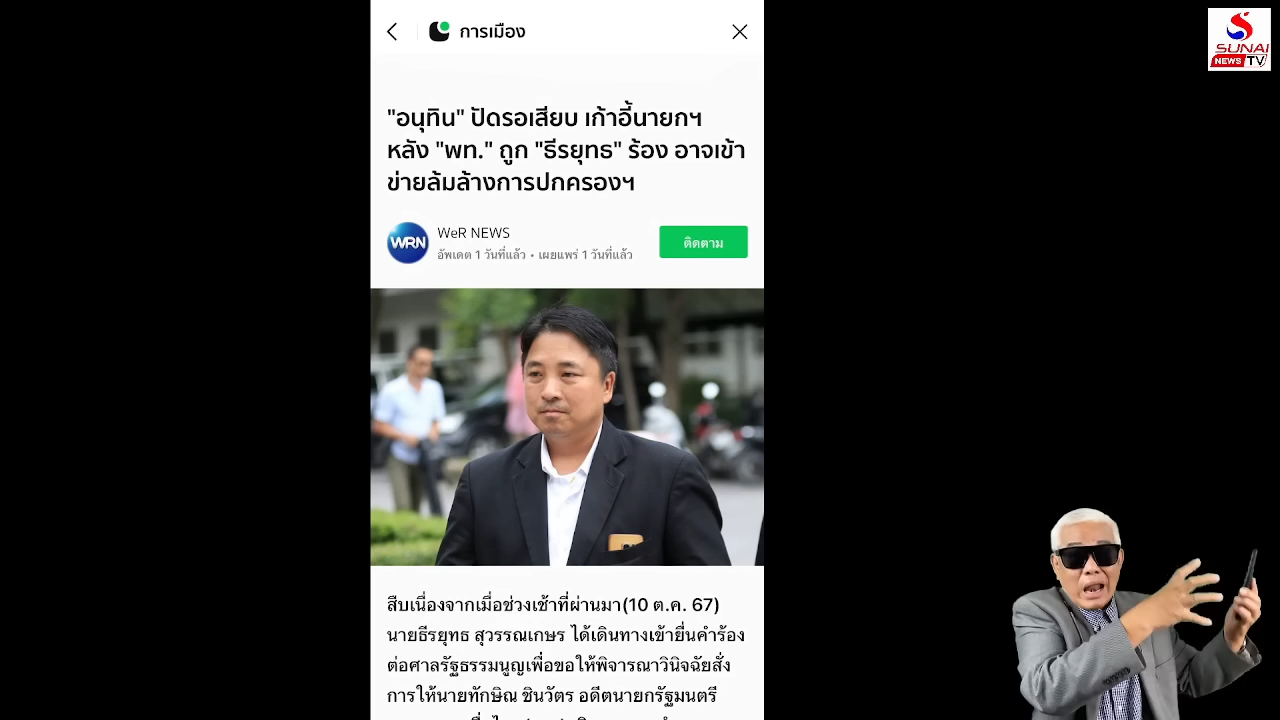 การเมือง
SUNAI
NEWS TV
"อนุทิน" ปัดรอเสียบ เก้าอี้นายกฯ
หลัง "พท." ถูก "ธีรยุทธ" ร้อง อาจเข้า
ข่ายล้มล้างการปกครองฯ
WRN
WeR NEWS
อัพเดต 1 วันที่แล้ว • เผยแพร่ 1 วันที่แล้ว
ติดตาม
สืบเนื่องจากเมื่อช่วงเช้าที่ผ่านมา(10 ต.ค. 67)
นายธีรยุทธ สุวรรณเกษร ได้เดินทางเข้ายื่นคำร้อง
ต่อศาลรัฐธรรมนูญเพื่อขอให้พิจารณาวินิจฉัยสั่ง
การให้นายทักษิณ ชินวัตร อดีตนายกรัฐมนตรี